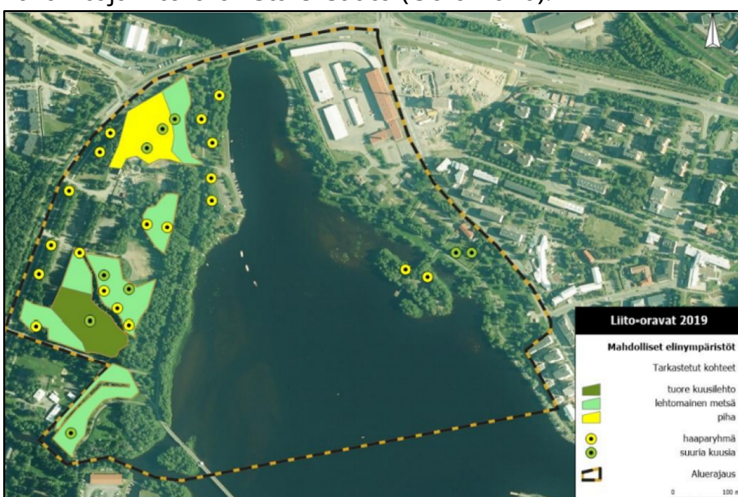 Liito-oravat 2019
Mahdolliset elinympäristöt
Tarkastetut kohteet
tuore kuusilehto
lehtomainen metsä
piha
haaparyhmä
suuria kuusia
Aluerajaus
0 100 m